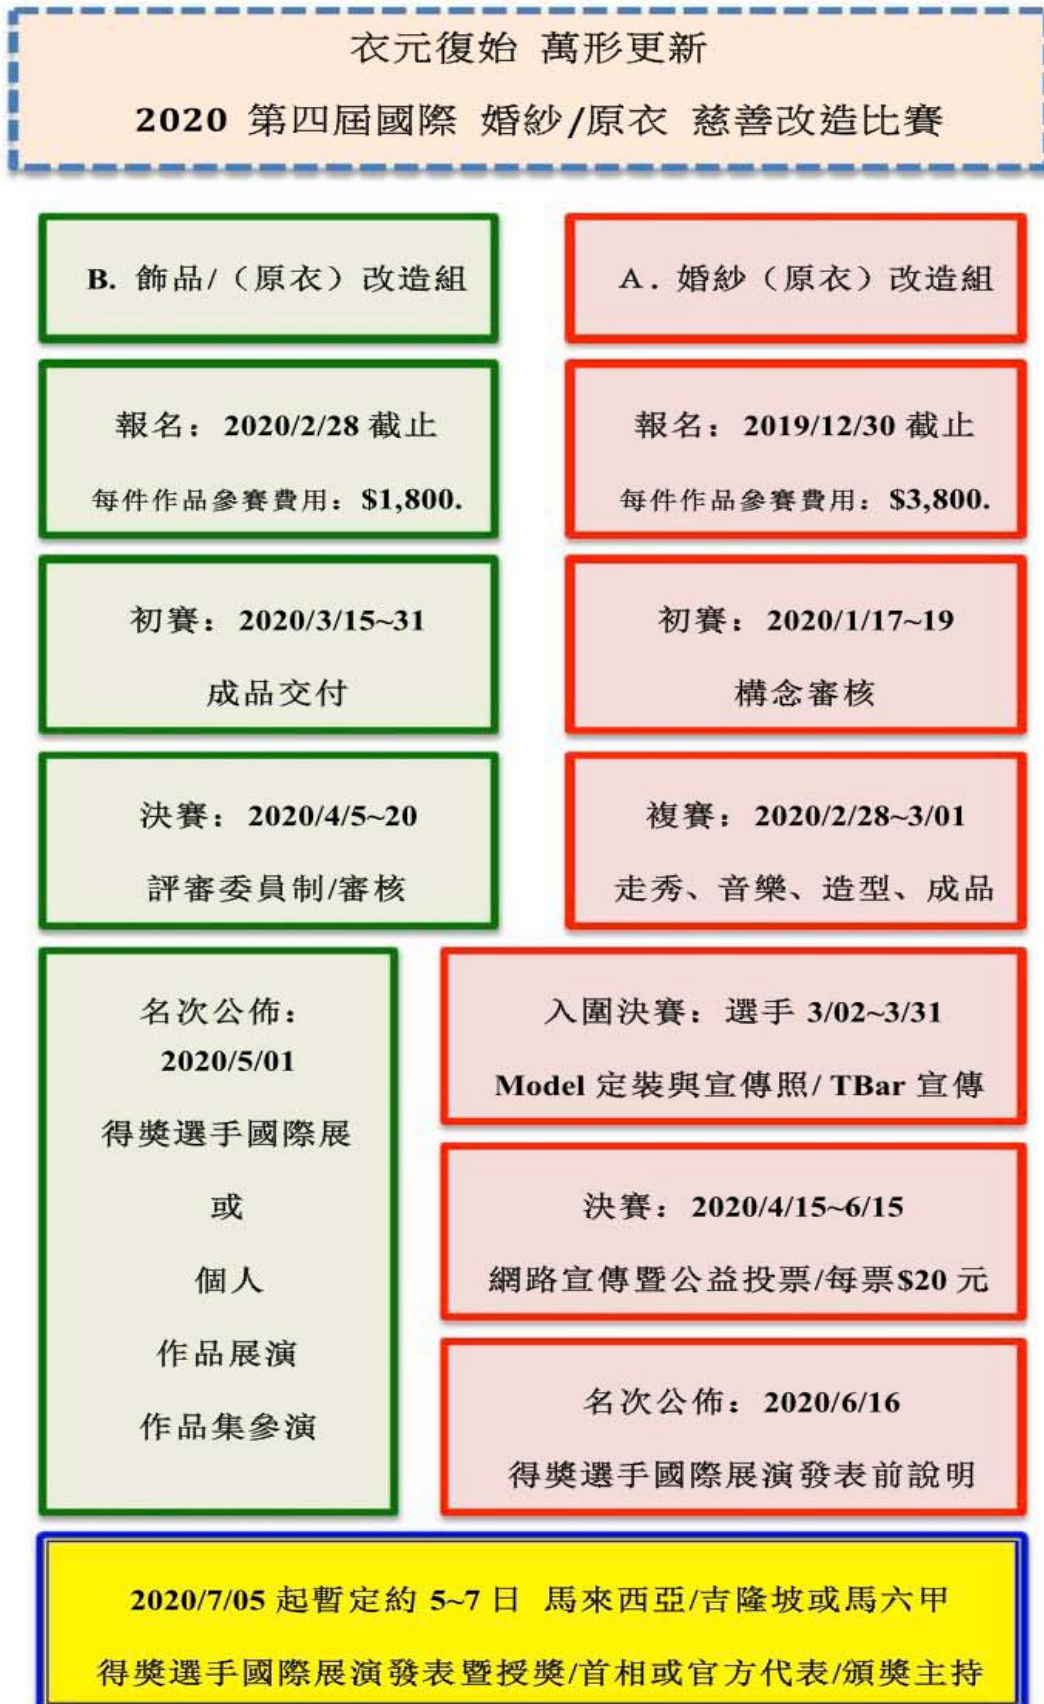 衣元復始 萬形更新
2020 第四屆國際 婚紗/原衣 慈善改造比賽
B. 飾品/（原衣）改造組
報名：2020/2/28 截止
每件作品參賽費用：$1,800.
初賽：2020/3/15~31
成品交付
決賽：2020/4/5~20
評審委員制/審核
名次公佈：
2020/5/01
得獎選手國際展
或
個人
作品展演
作品集參演
A. 婚紗（原衣）改造組
報名：2019/12/30 截止
每件作品參賽費用：$3,800.
初賽：2020/1/17~19
構念審核
複賽：2020/2/28~3/01
走秀、音樂、造型、成品
入圍決賽：選手 3/02~3/31
Model 定裝與宣傳照/ TBar 宣傳
決賽：2020/4/15~6/15
網路宣傳暨公益投票/每票$20 元
名次公佈：2020/6/16
得獎選手國際展演發表前說明
2020/7/05 起暫定約 5~7 日 馬來西亞/吉隆坡或馬六甲
得獎選手國際展演發表暨授獎/首相或官方代表/頒獎主持